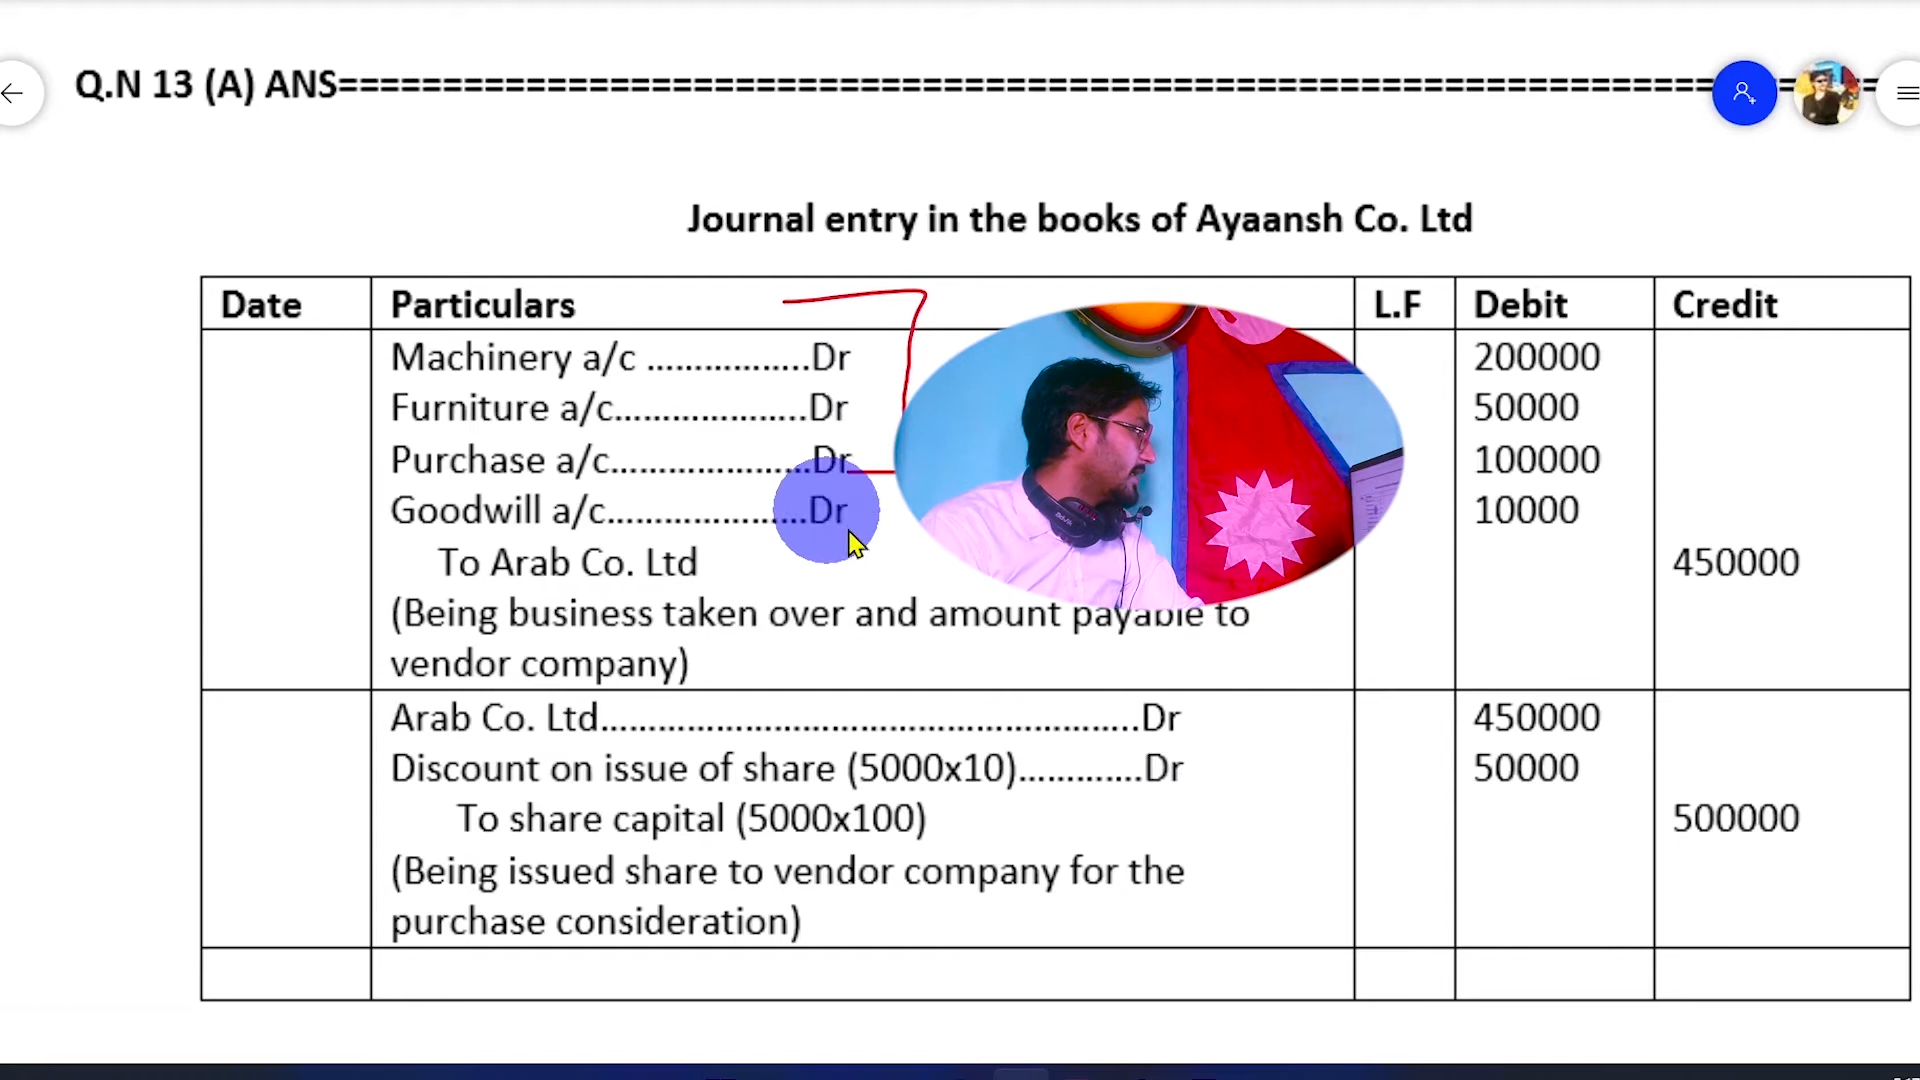 Q.N 13 (A) ANS==================================================================
Journal entry in the books of Ayaansh Co. Ltd
Date Particulars L.F Debit Credit
Machinery a/c ……………..Dr 200000
Furniture a/c………………..Dr 50000
Purchase a/c…………………Dr 100000
Goodwill a/c…………………Dr 10000
To Arab Co. Ltd 450000
(Being business taken over and amount payable to
vendor company)
Arab Co. Ltd………………………………………………..Dr 450000
Discount on issue of share (5000x10)………….Dr 50000
To share capital (5000x100) 500000
(Being issued share to vendor company for the
purchase consideration)